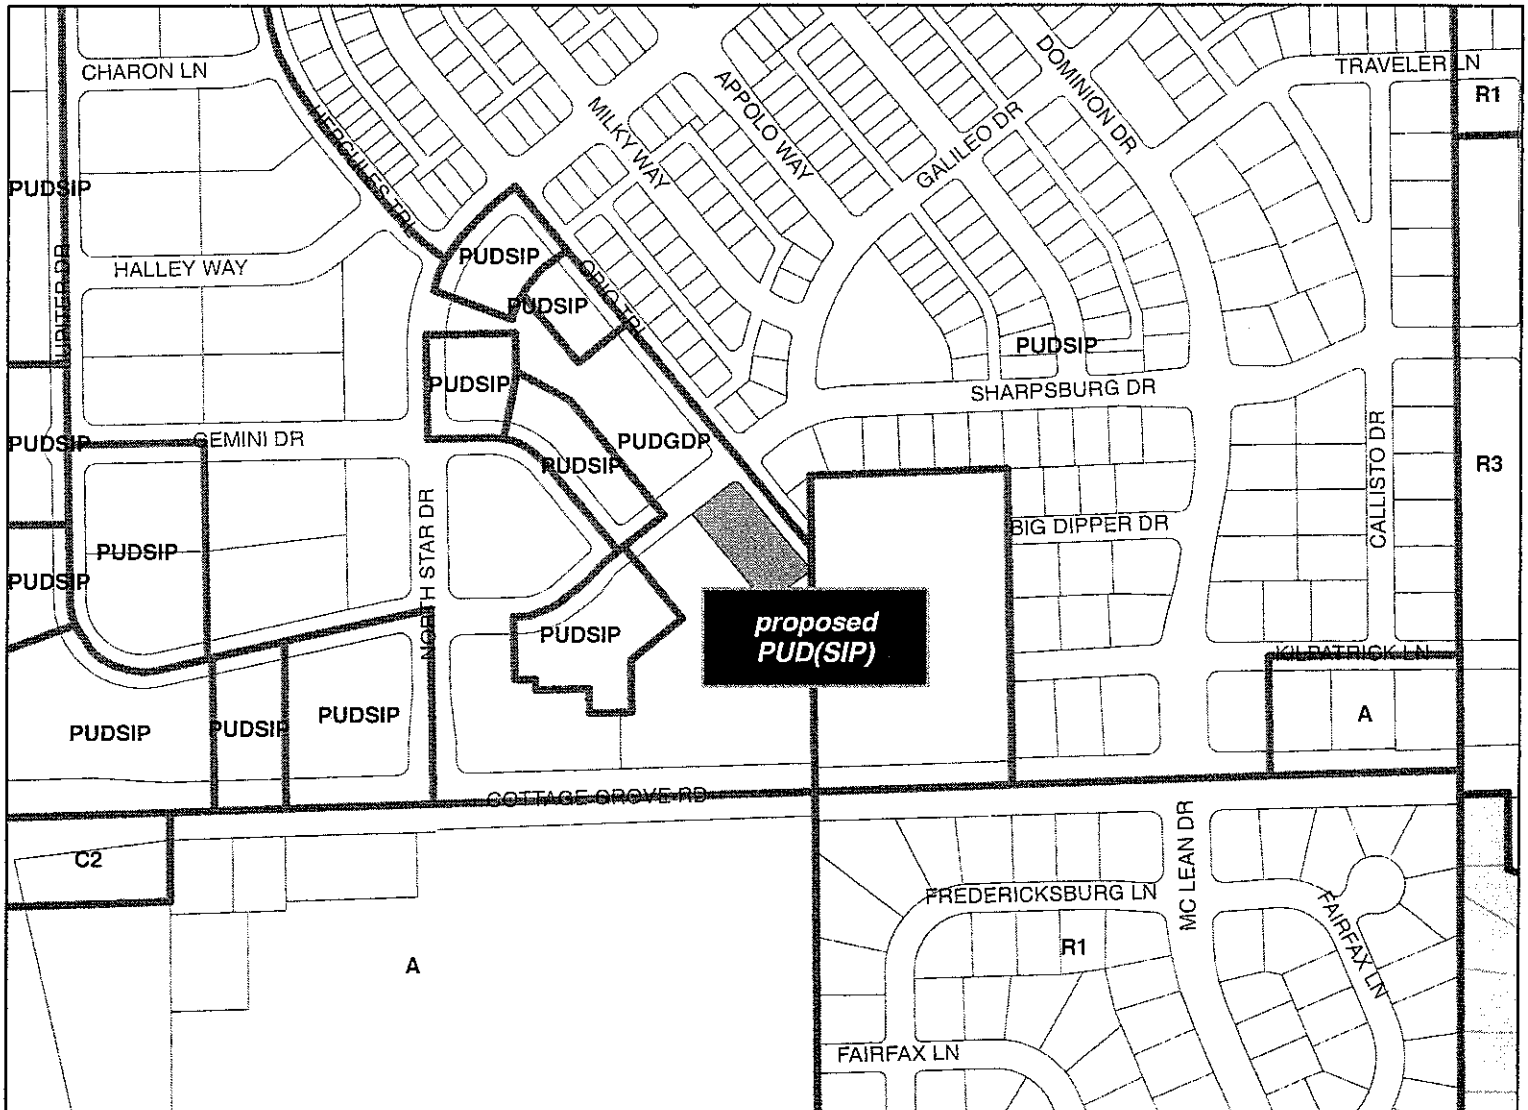 CHARON LN
TRAVELER LN
R1
DOMINION DR
APPOLO WAY
MILKY WAY
HERCULES TRL
GALILEO DR
PUDSIP
PUDSIP
HALLEY WAY
JUPITER DR
ORIO TRL
PUDSIP
PUDSIP
SHARPSBURG DR
PUDSIP
PUDSIP
GEMINI DR
PUDGDP
PUDSIP
CALLISTO DR
R3
NORTH STAR DR
BIG DIPPER DR
PUDSIP
PUDSIP
proposed
PUD(SIP)
PUDSIP
KILPATRICK LN
PUDSIP
PUDSIP
PUDSIP
A
COTTAGE GROVE RD
C2
MC LEAN DR
FREDERICKSBURG LN
FAIRFAX LN
R1
A
FAIRFAX LN